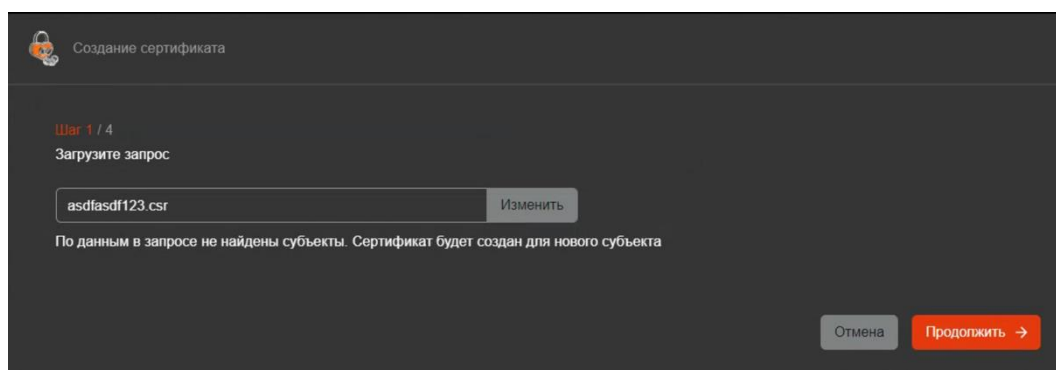 Создание сертификата
Шаг 1 / 4
Загрузите запрос
asdfasdf123.csr
Изменить
По данным в запросе не найдены субъекты. Сертификат будет создан для нового субъекта
Отмена
Продолжить →